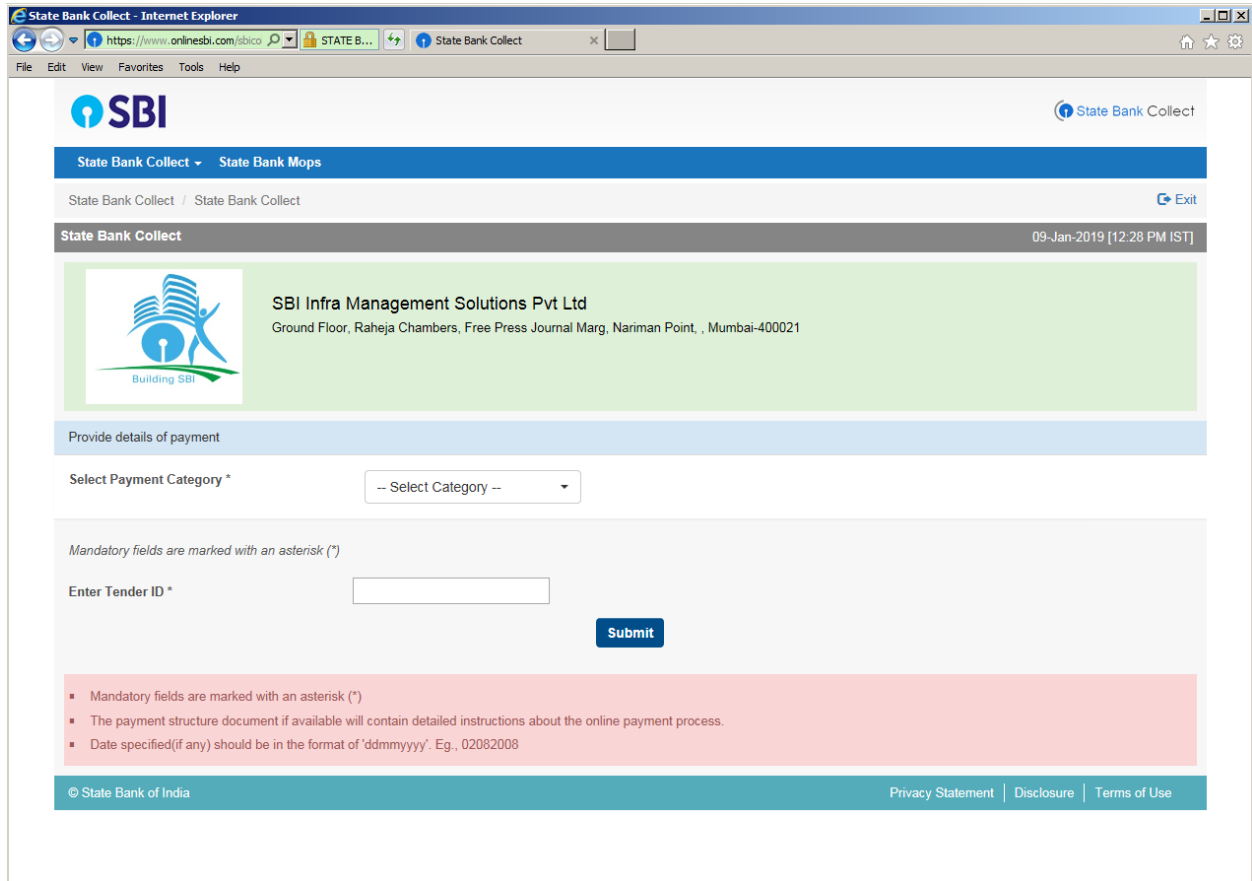 State Bank Collect - Internet Explorer
https://www.onlinesbi.com/sbico STATE B... State Bank Collect
File Edit View Favorites Tools Help
SBI
State Bank Collect
State Bank Collect State Bank Mops
State Bank Collect / State Bank Collect
Exit
State Bank Collect
09-Jan-2019 [12:28 PM IST]
SBI Infra Management Solutions Pvt Ltd
Ground Floor, Raheja Chambers, Free Press Journal Marg, Nariman Point, , Mumbai-400021
Building SBI
Provide details of payment
Select Payment Category *
-- Select Category --
Mandatory fields are marked with an asterisk (*)
Enter Tender ID *
Submit
Mandatory fields are marked with an asterisk (*)
The payment structure document if available will contain detailed instructions about the online payment process.
Date specified(if any) should be in the format of 'ddmmyyyy'. Eg., 02082008
© State Bank of India
Privacy Statement | Disclosure | Terms of Use